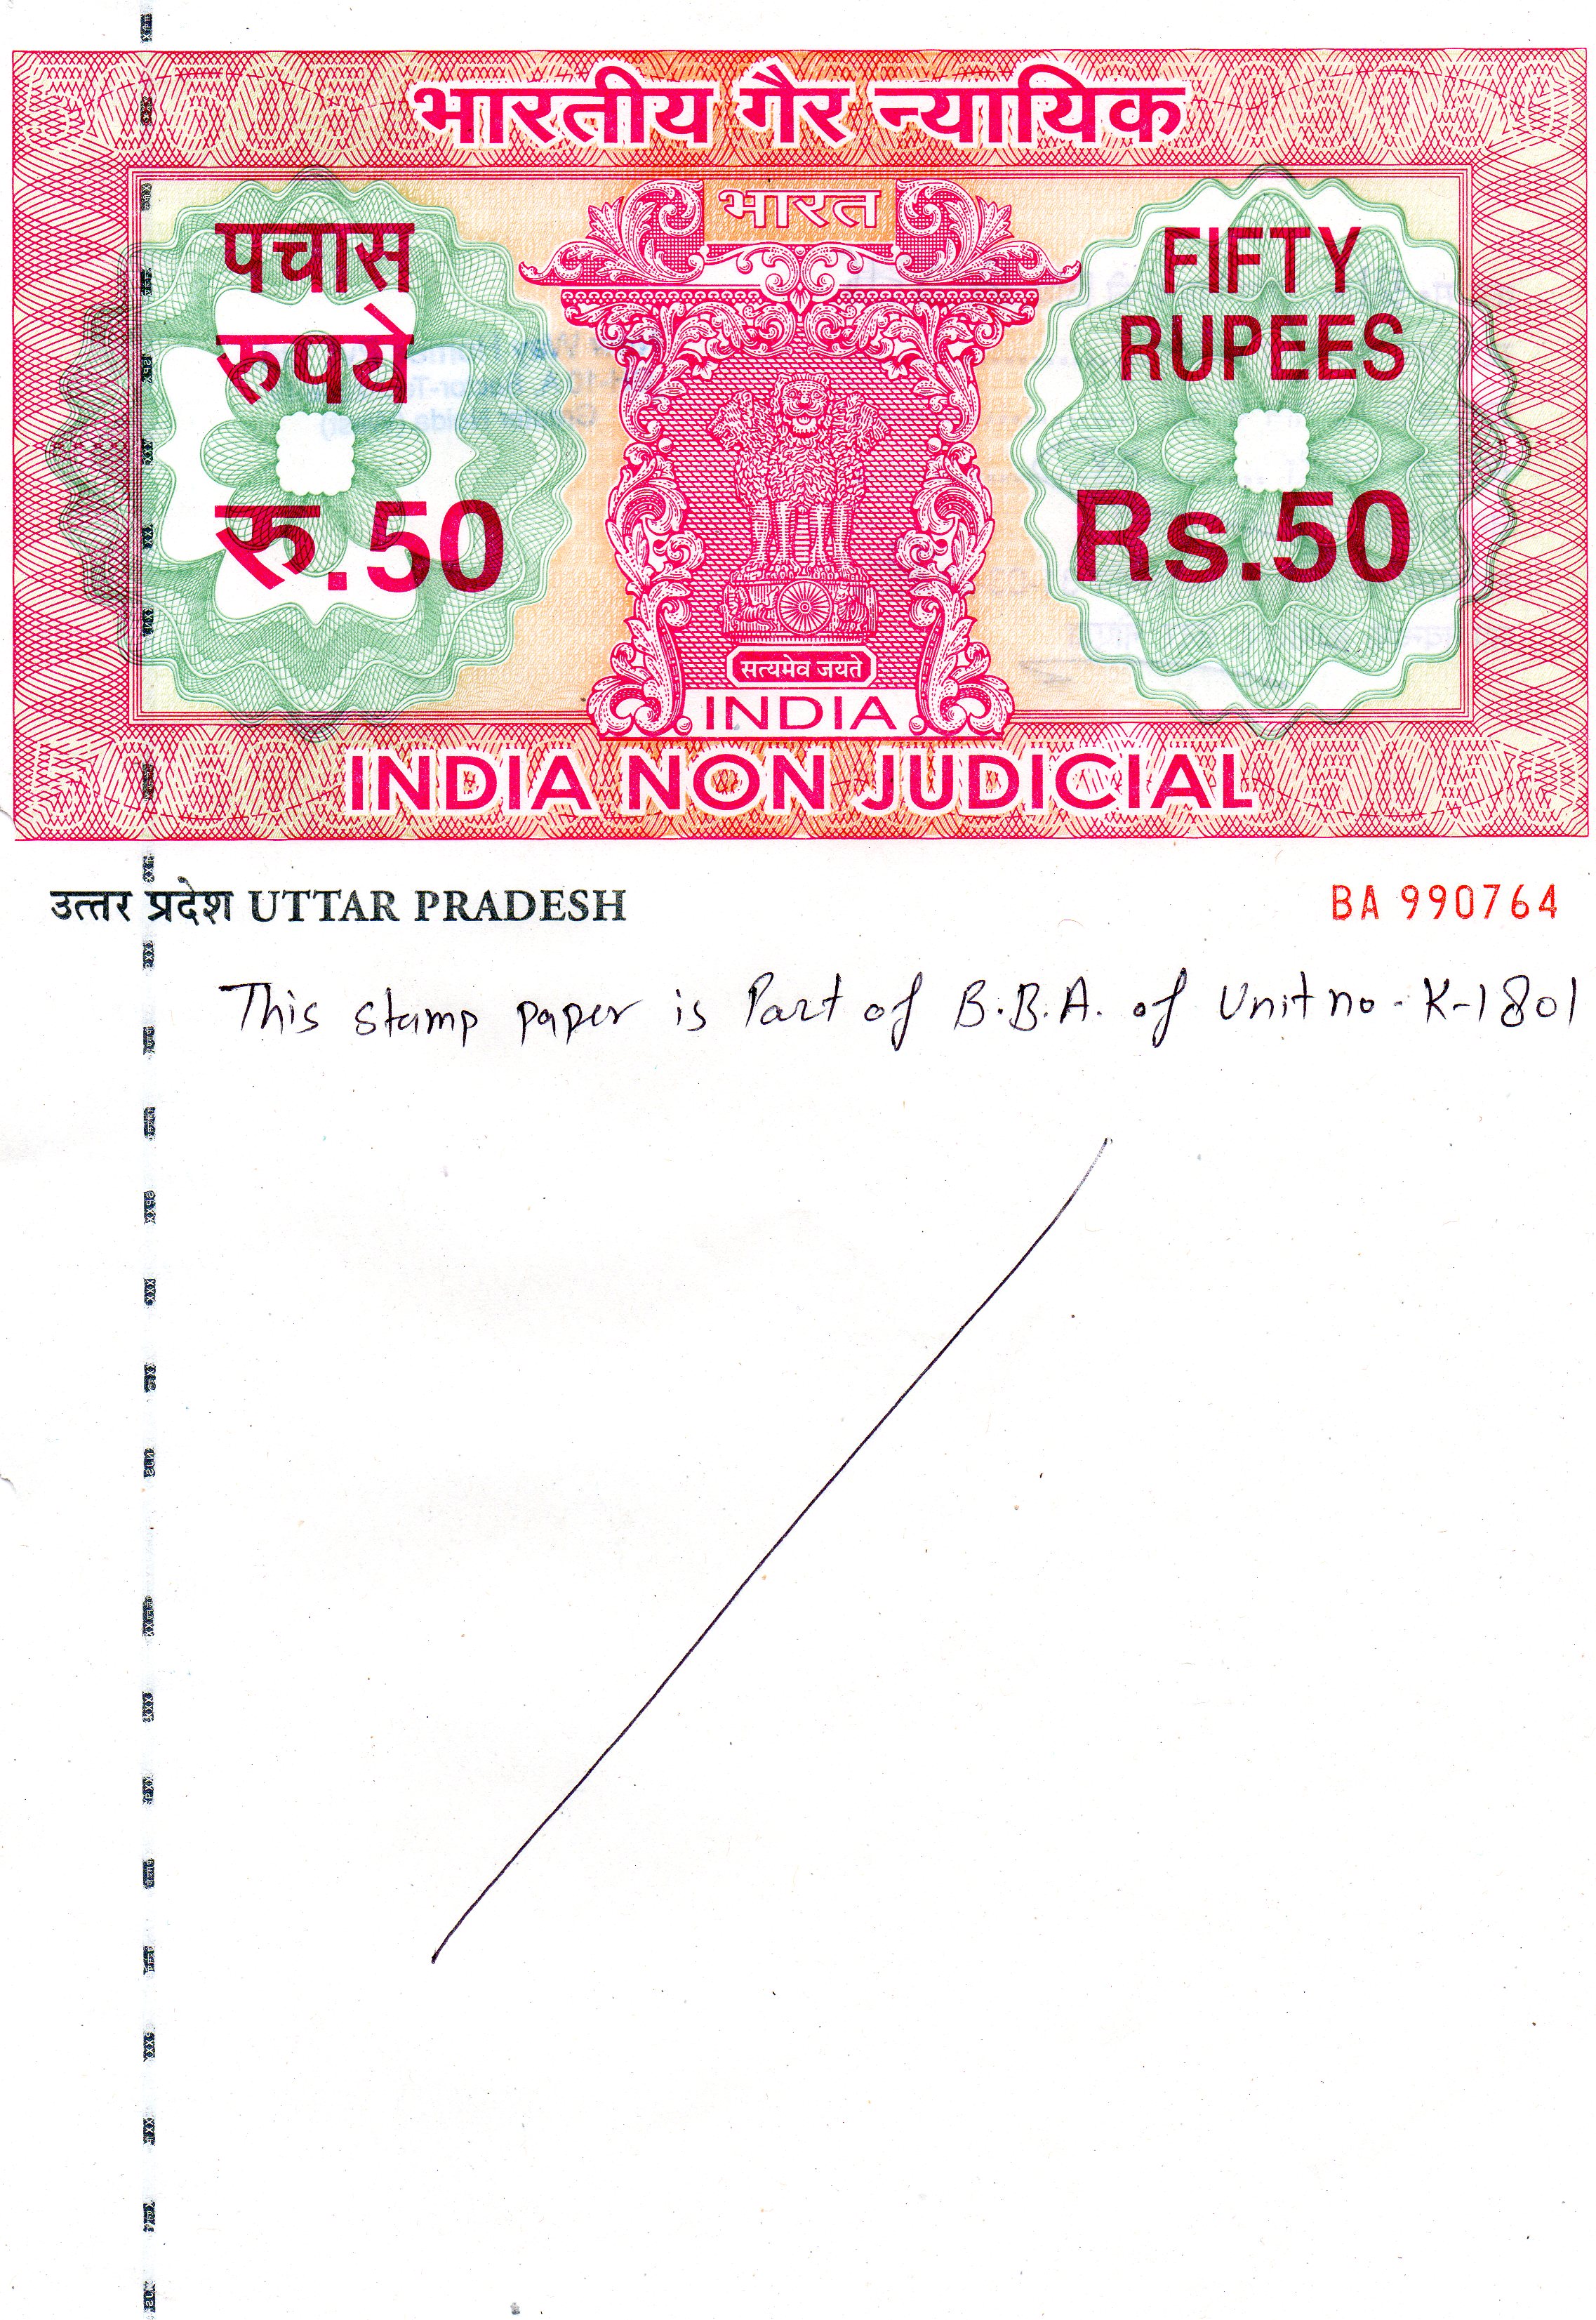 भारतीय गैर न्यायिक
भारत
पचास
रुपये
रु.50
FIFTY
RUPEES
Rs.50
सत्यमेव जयते
INDIA
INDIA NON JUDICIAL
उत्तर प्रदेश UTTAR PRADESH
BA 990764
This stamp paper is Part of B.B.A. of Unit no - K-1801